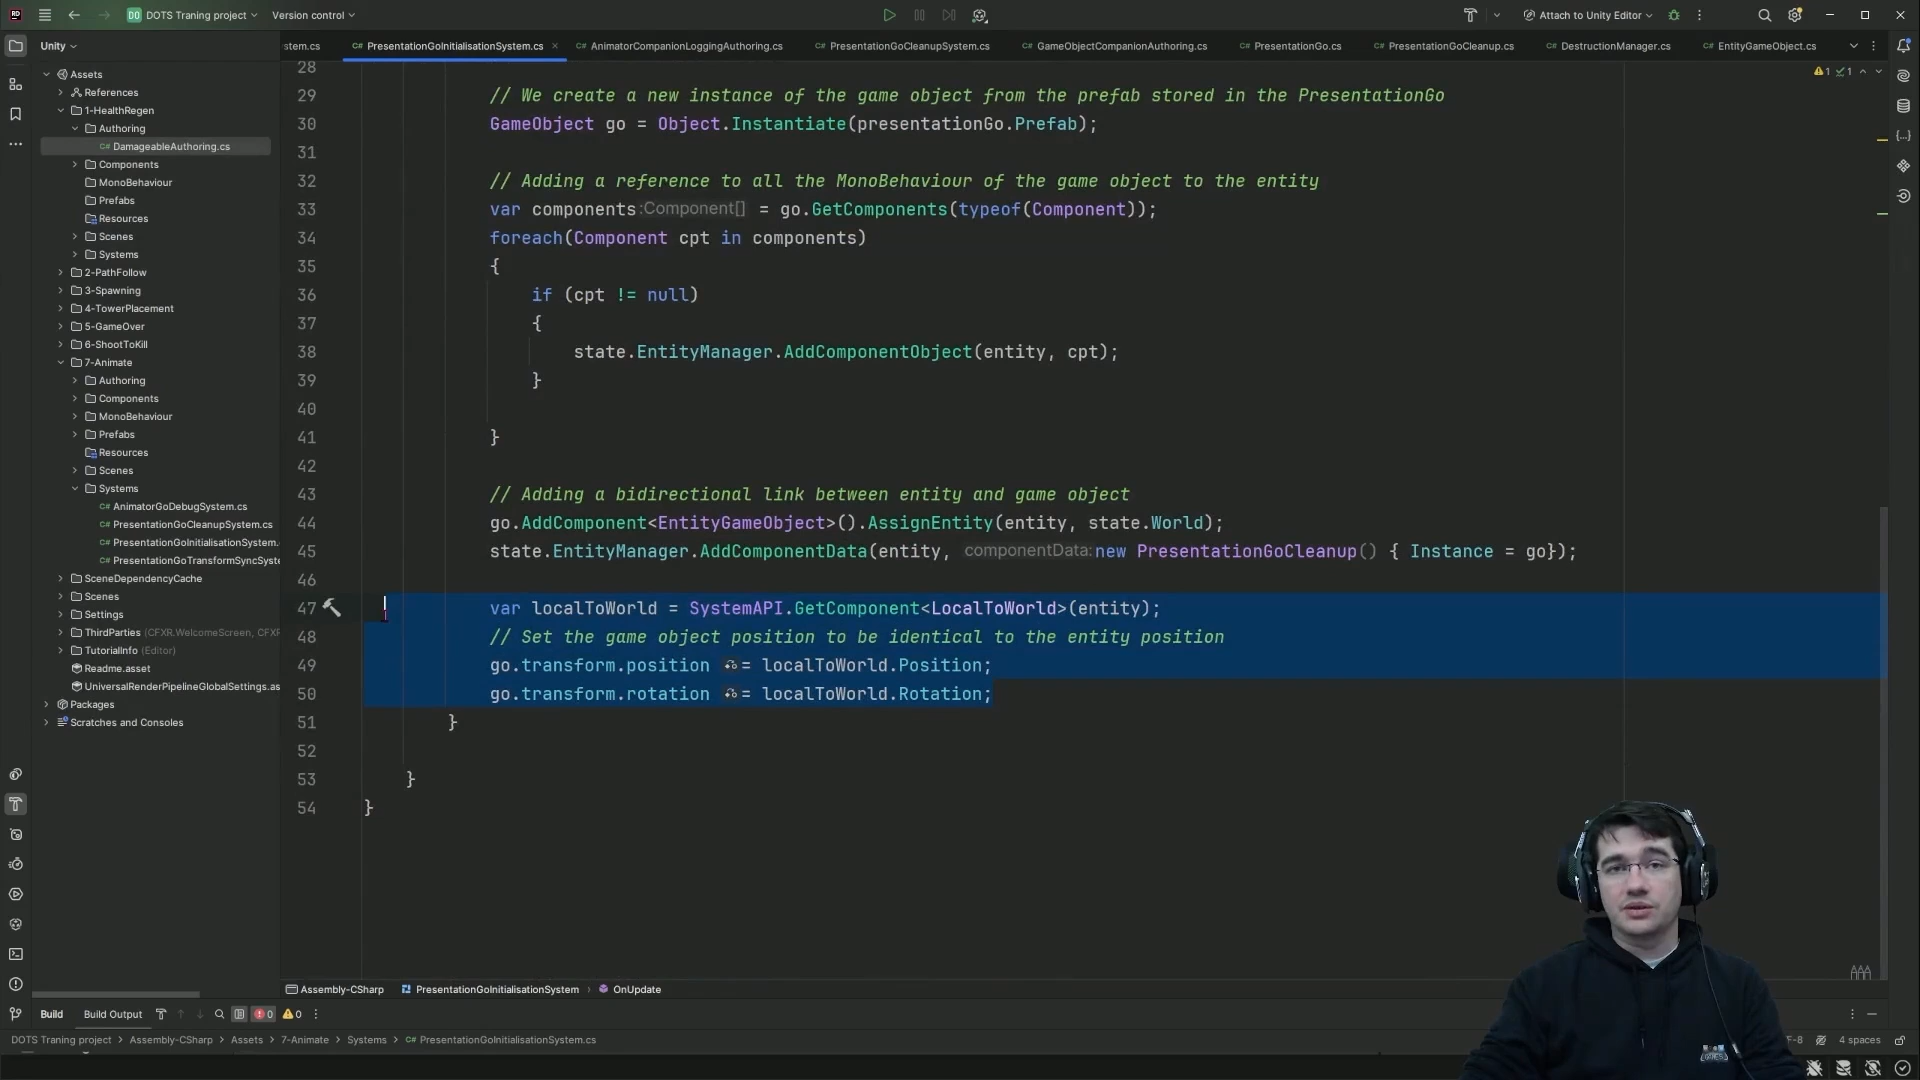 DO DOTS Traning project Version control Attach to Unity Editor
Unity
stem.cs PresentationGoInitialisationSystem.cs AnimatorCompanionLoggingAuthoring.cs PresentationGoCleanupSystem.cs GameObjectCompanionAuthoring.cs PresentationGo.cs PresentationGoCleanup.cs DestructionManager.cs EntityGameObject.cs
Assets
References
1-HealthRegen
Authoring
C# DamageableAuthoring.cs
Components
MonoBehaviour
Prefabs
Resources
Scenes
Systems
2-PathFollow
3-Spawning
4-TowerPlacement
5-GameOver
6-ShootToKill
7-Animate
Authoring
Components
MonoBehaviour
Prefabs
Resources
Scenes
Systems
C# AnimatorGoDebugSystem.cs
C# PresentationGoCleanupSystem.cs
C# PresentationGoInitialisationSystem.
C# PresentationGoTransformSyncSyste
SceneDependencyCache
Scenes
Settings
ThirdParties (CFXR.WelcomeScreen, CFXR
TutorialInfo (Editor)
Readme.asset
UniversalRenderPipelineGlobalSettings.as
Packages
Scratches and Consoles
1 1
28
29 // We create a new instance of the game object from the prefab stored in the PresentationGo
30 GameObject go = Object.Instantiate(presentationGo.Prefab);
31
32 // Adding a reference to all the MonoBehaviour of the game object to the entity
33 var components :Component[] = go.GetComponents(typeof(Component));
34 foreach(Component cpt in components)
35 {
36 if (cpt != null)
37 {
38 state.EntityManager.AddComponentObject(entity, cpt);
39 }
40
41 }
42
43 // Adding a bidirectional link between entity and game object
44 go.AddComponent<EntityGameObject>().AssignEntity(entity, state.World);
45 state.EntityManager.AddComponentData(entity, componentData: new PresentationGoCleanup() { Instance = go});
46
47 var localToWorld = SystemAPI.GetComponent<LocalToWorld>(entity);
48 // Set the game object position to be identical to the entity position
49 go.transform.position = localToWorld.Position;
50 go.transform.rotation = localToWorld.Rotation;
51 }
52
53 }
54 }
Assembly-CSharp PresentationGoInitialisationSystem OnUpdate
Build Build Output 0 0
DOTS Traning project > Assembly-CSharp > Assets > 7-Animate > Systems > C# PresentationGoInitialisationSystem.cs
F-8 4 spaces